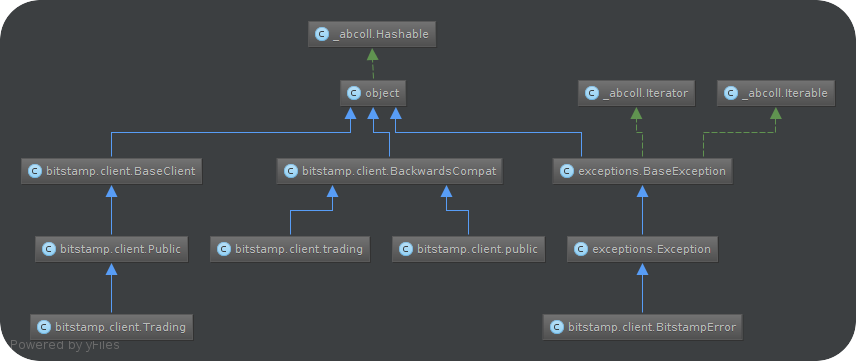 C _abcoll.Hashable
C object
C _abcoll.Iterator
C _abcoll.Iterable
C bitstamp.client.BaseClient
C bitstamp.client.BackwardsCompat
C exceptions.BaseException
C bitstamp.client.Public
C bitstamp.client.trading
C bitstamp.client.public
C exceptions.Exception
C bitstamp.client.Trading
C bitstamp.client.BitstampError
Powered by yFiles